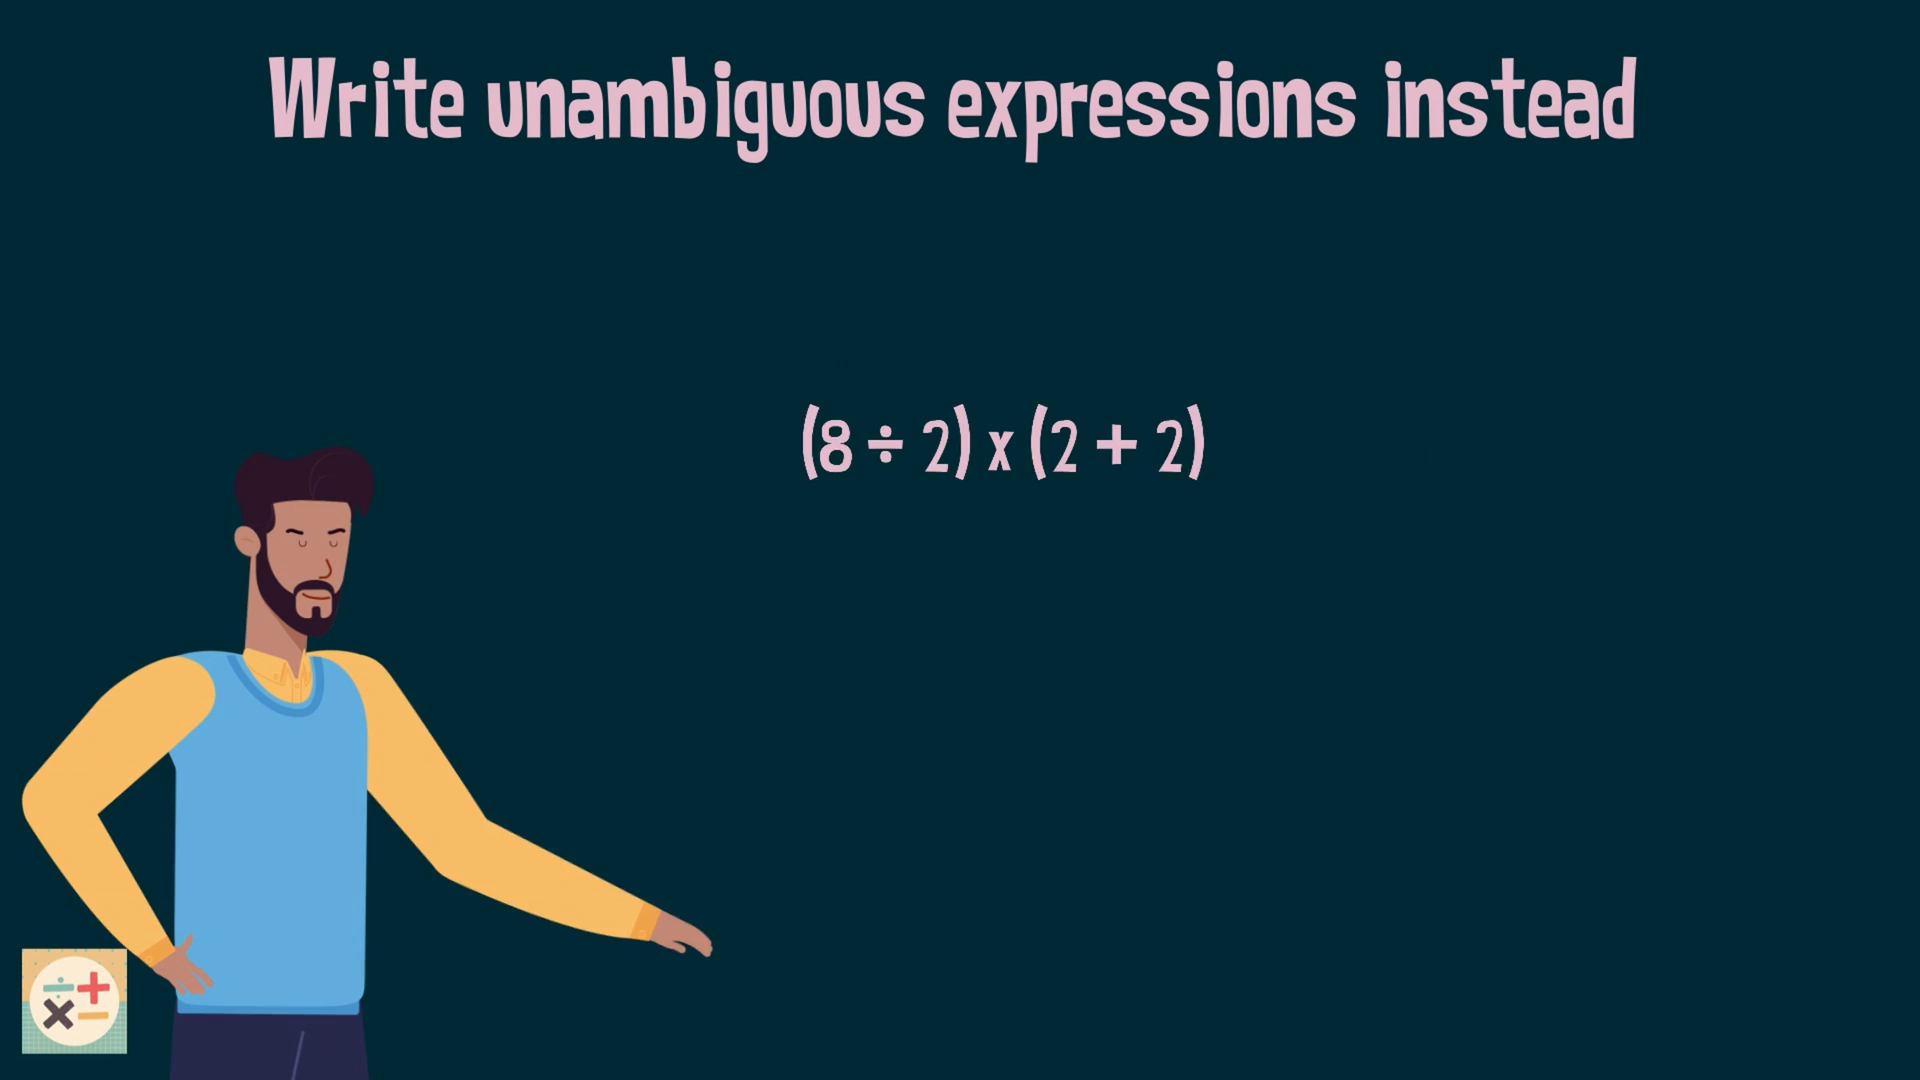 Write unambiguous expressions instead
(8 ÷ 2) x (2 + 2)